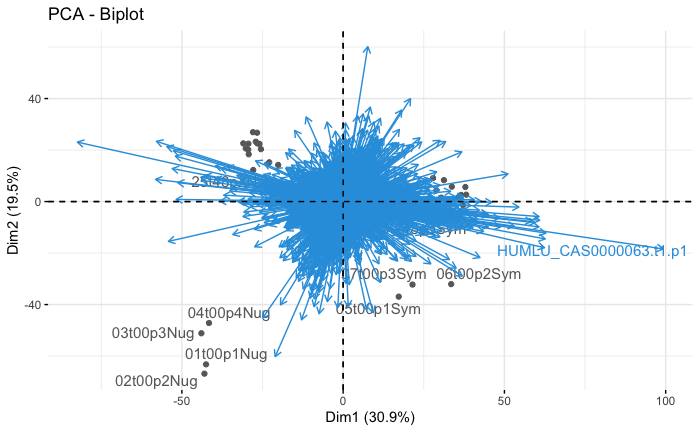 PCA - Biplot
40
0
-40
-50
0
50
100
Dim1 (30.9%)
Dim2 (19.5%)
HUMLU_CAS0000063.t1.p1
7t00p3Sym
06t00p2Sym
05t00p1Sym
04t00p4Nug
03t00p3Nug
01t00p1Nug
02t00p2Nug